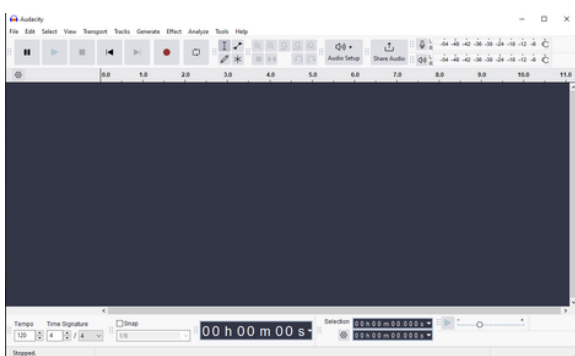 Audacity
File Edit Select View Transport Tracks Generate Effect Analyze Tools Help
Audio Setup Share Audio
L
R
-54 -48 -42 -36 -30 -24 -18 -12 -6
L
R
-54 -48 -42 -36 -30 -24 -18 -12 -6
0.0 1.0 2.0 3.0 4.0 5.0 6.0 7.0 8.0 9.0 10.0 11.0
Tempo Time Signature Snap
120 4 / 4 1/8
00 h 00 m 00 s
Selection 00 h 00 m 00.000 s
00 h 00 m 00.000 s
Stopped.